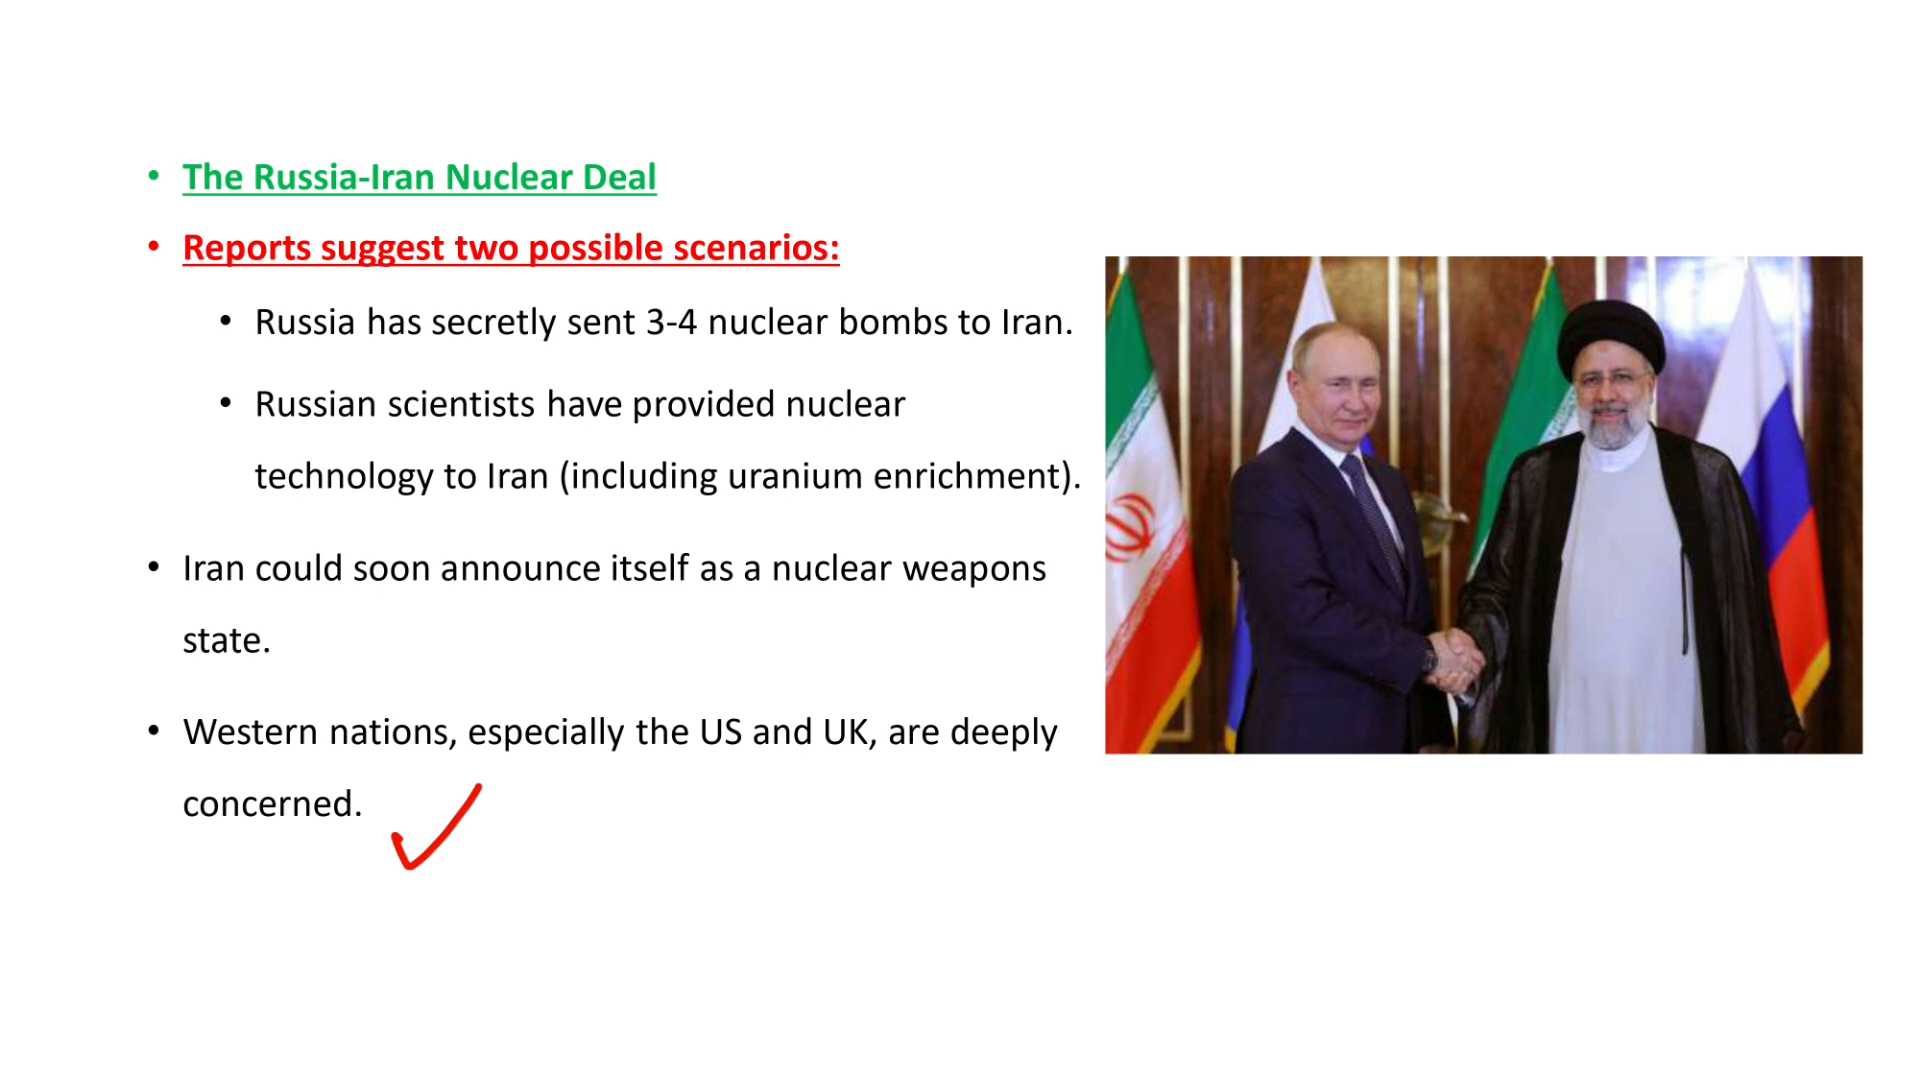 • The Russia-Iran Nuclear Deal
• Reports suggest two possible scenarios:
• Russia has secretly sent 3-4 nuclear bombs to Iran.
• Russian scientists have provided nuclear
technology to Iran (including uranium enrichment).
• Iran could soon announce itself as a nuclear weapons
state.
• Western nations, especially the US and UK, are deeply
concerned.